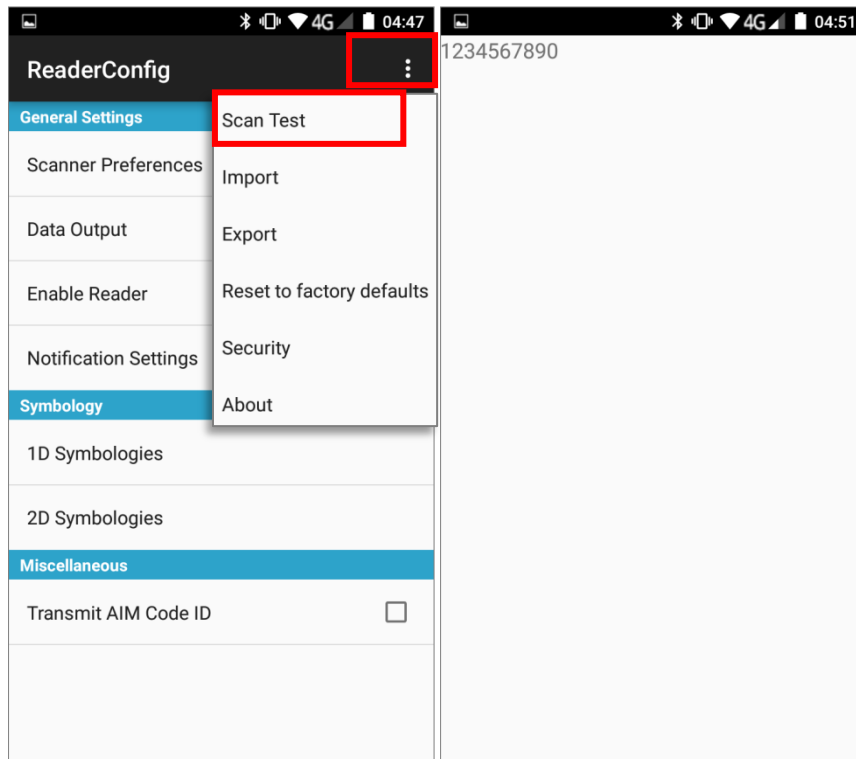 4G 04:47
ReaderConfig
General Settings
Scanner Preferences
Data Output
Enable Reader
Notification Settings
Symbology
1D Symbologies
2D Symbologies
Miscellaneous
Transmit AIM Code ID
Scan Test
Import
Export
Reset to factory defaults
Security
About
4G 04:51
1234567890